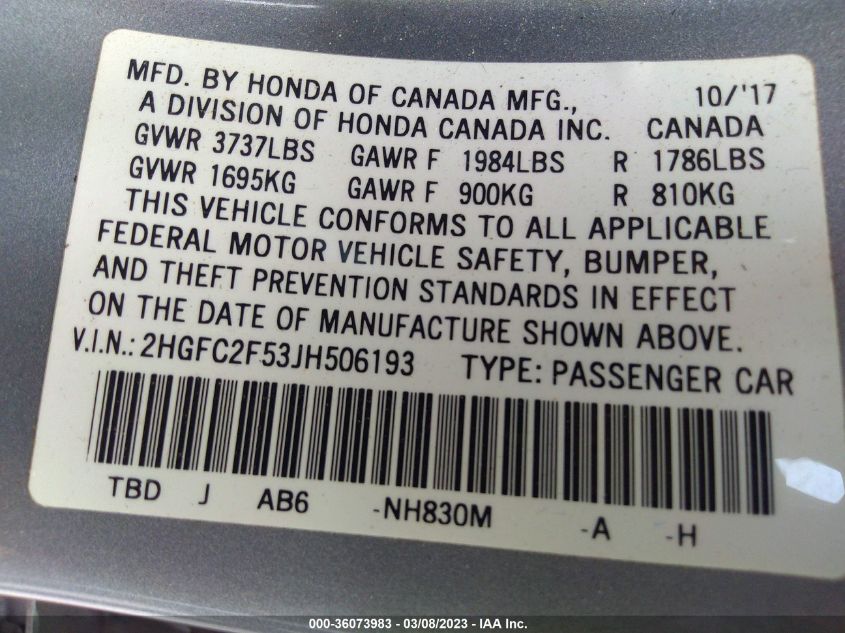 MFD. BY HONDA OF CANADA MFG., 10/'17
A DIVISION OF HONDA CANADA INC. CANADA
GVWR 3737LBS GAWR F 1984LBS R 1786LBS
GVWR 1695KG GAWR F 900KG R 810KG
THIS VEHICLE CONFORMS TO ALL APPLICABLE
FEDERAL MOTOR VEHICLE SAFETY, BUMPER,
AND THEFT PREVENTION STANDARDS IN EFFECT
ON THE DATE OF MANUFACTURE SHOWN ABOVE.
V.I.N.: 2HGFC2F53JH506193 TYPE: PASSENGER CAR
TBD J AB6 -NH830M -A -H
000-36073983 — 03/08/2023 — IAA Inc.